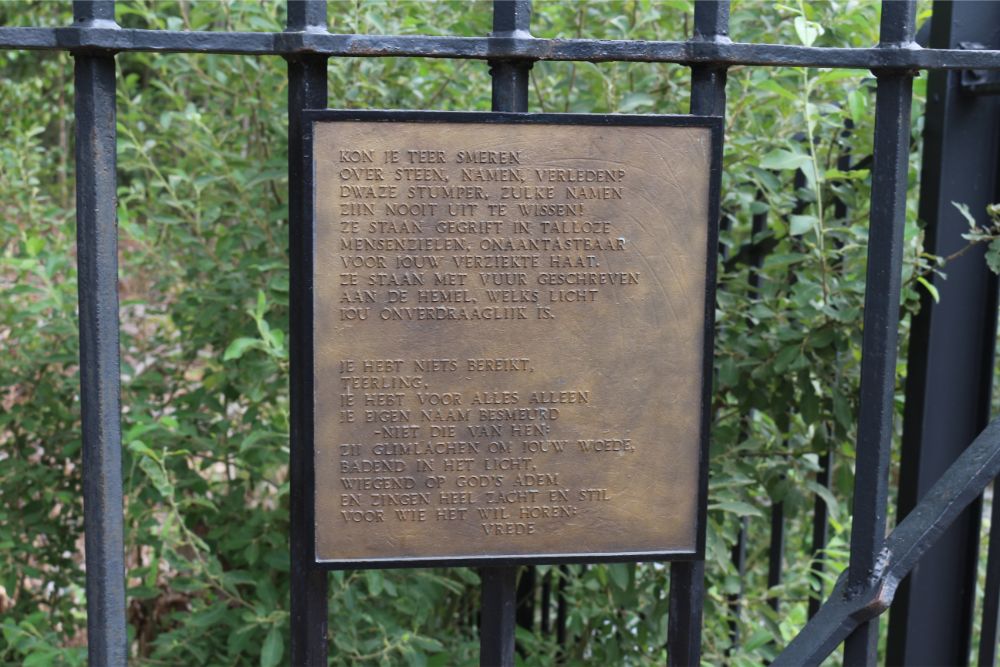 KON JE TEER SMEREN
OVER STEEN, NAMEN, VERLEDEN?
DWAZE STUMPER, ZULKE NAMEN
ZIJN NOOIT UIT TE WISSEN!
ZE STAAN GEGRIFT IN TALLOZE
MENSENZIELEN, ONAANTASTBAAR
VOOR JOUW VERZIEKTE HAAT.
ZE STAAN MET VUUR GESCHREVEN
AAN DE HEMEL, WELKS LICHT
JOU ONVERDRAAGLIJK IS.
JE HEBT NIETS BEREIKT,
TEERLING,
JE HEBT VOOR ALLES ALLEEN
JE EIGEN NAAM BESMEURD
-NIET DIE VAN HEN:
ZIJ GLIMLACHEN OM JOUW WOEDE,
BADEND IN HET LICHT,
WIEGEND OP GOD'S ADEM
EN ZINGEN HEEL ZACHT EN STIL
VOOR WIE HET WIL HOREN:
VREDE